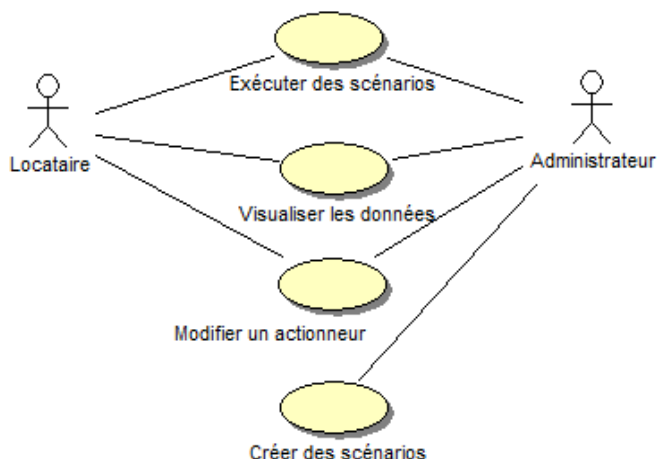 Exécuter des scénarios
Locataire
Administrateur
Visualiser les données
Modifier un actionneur
Créer des scénarios